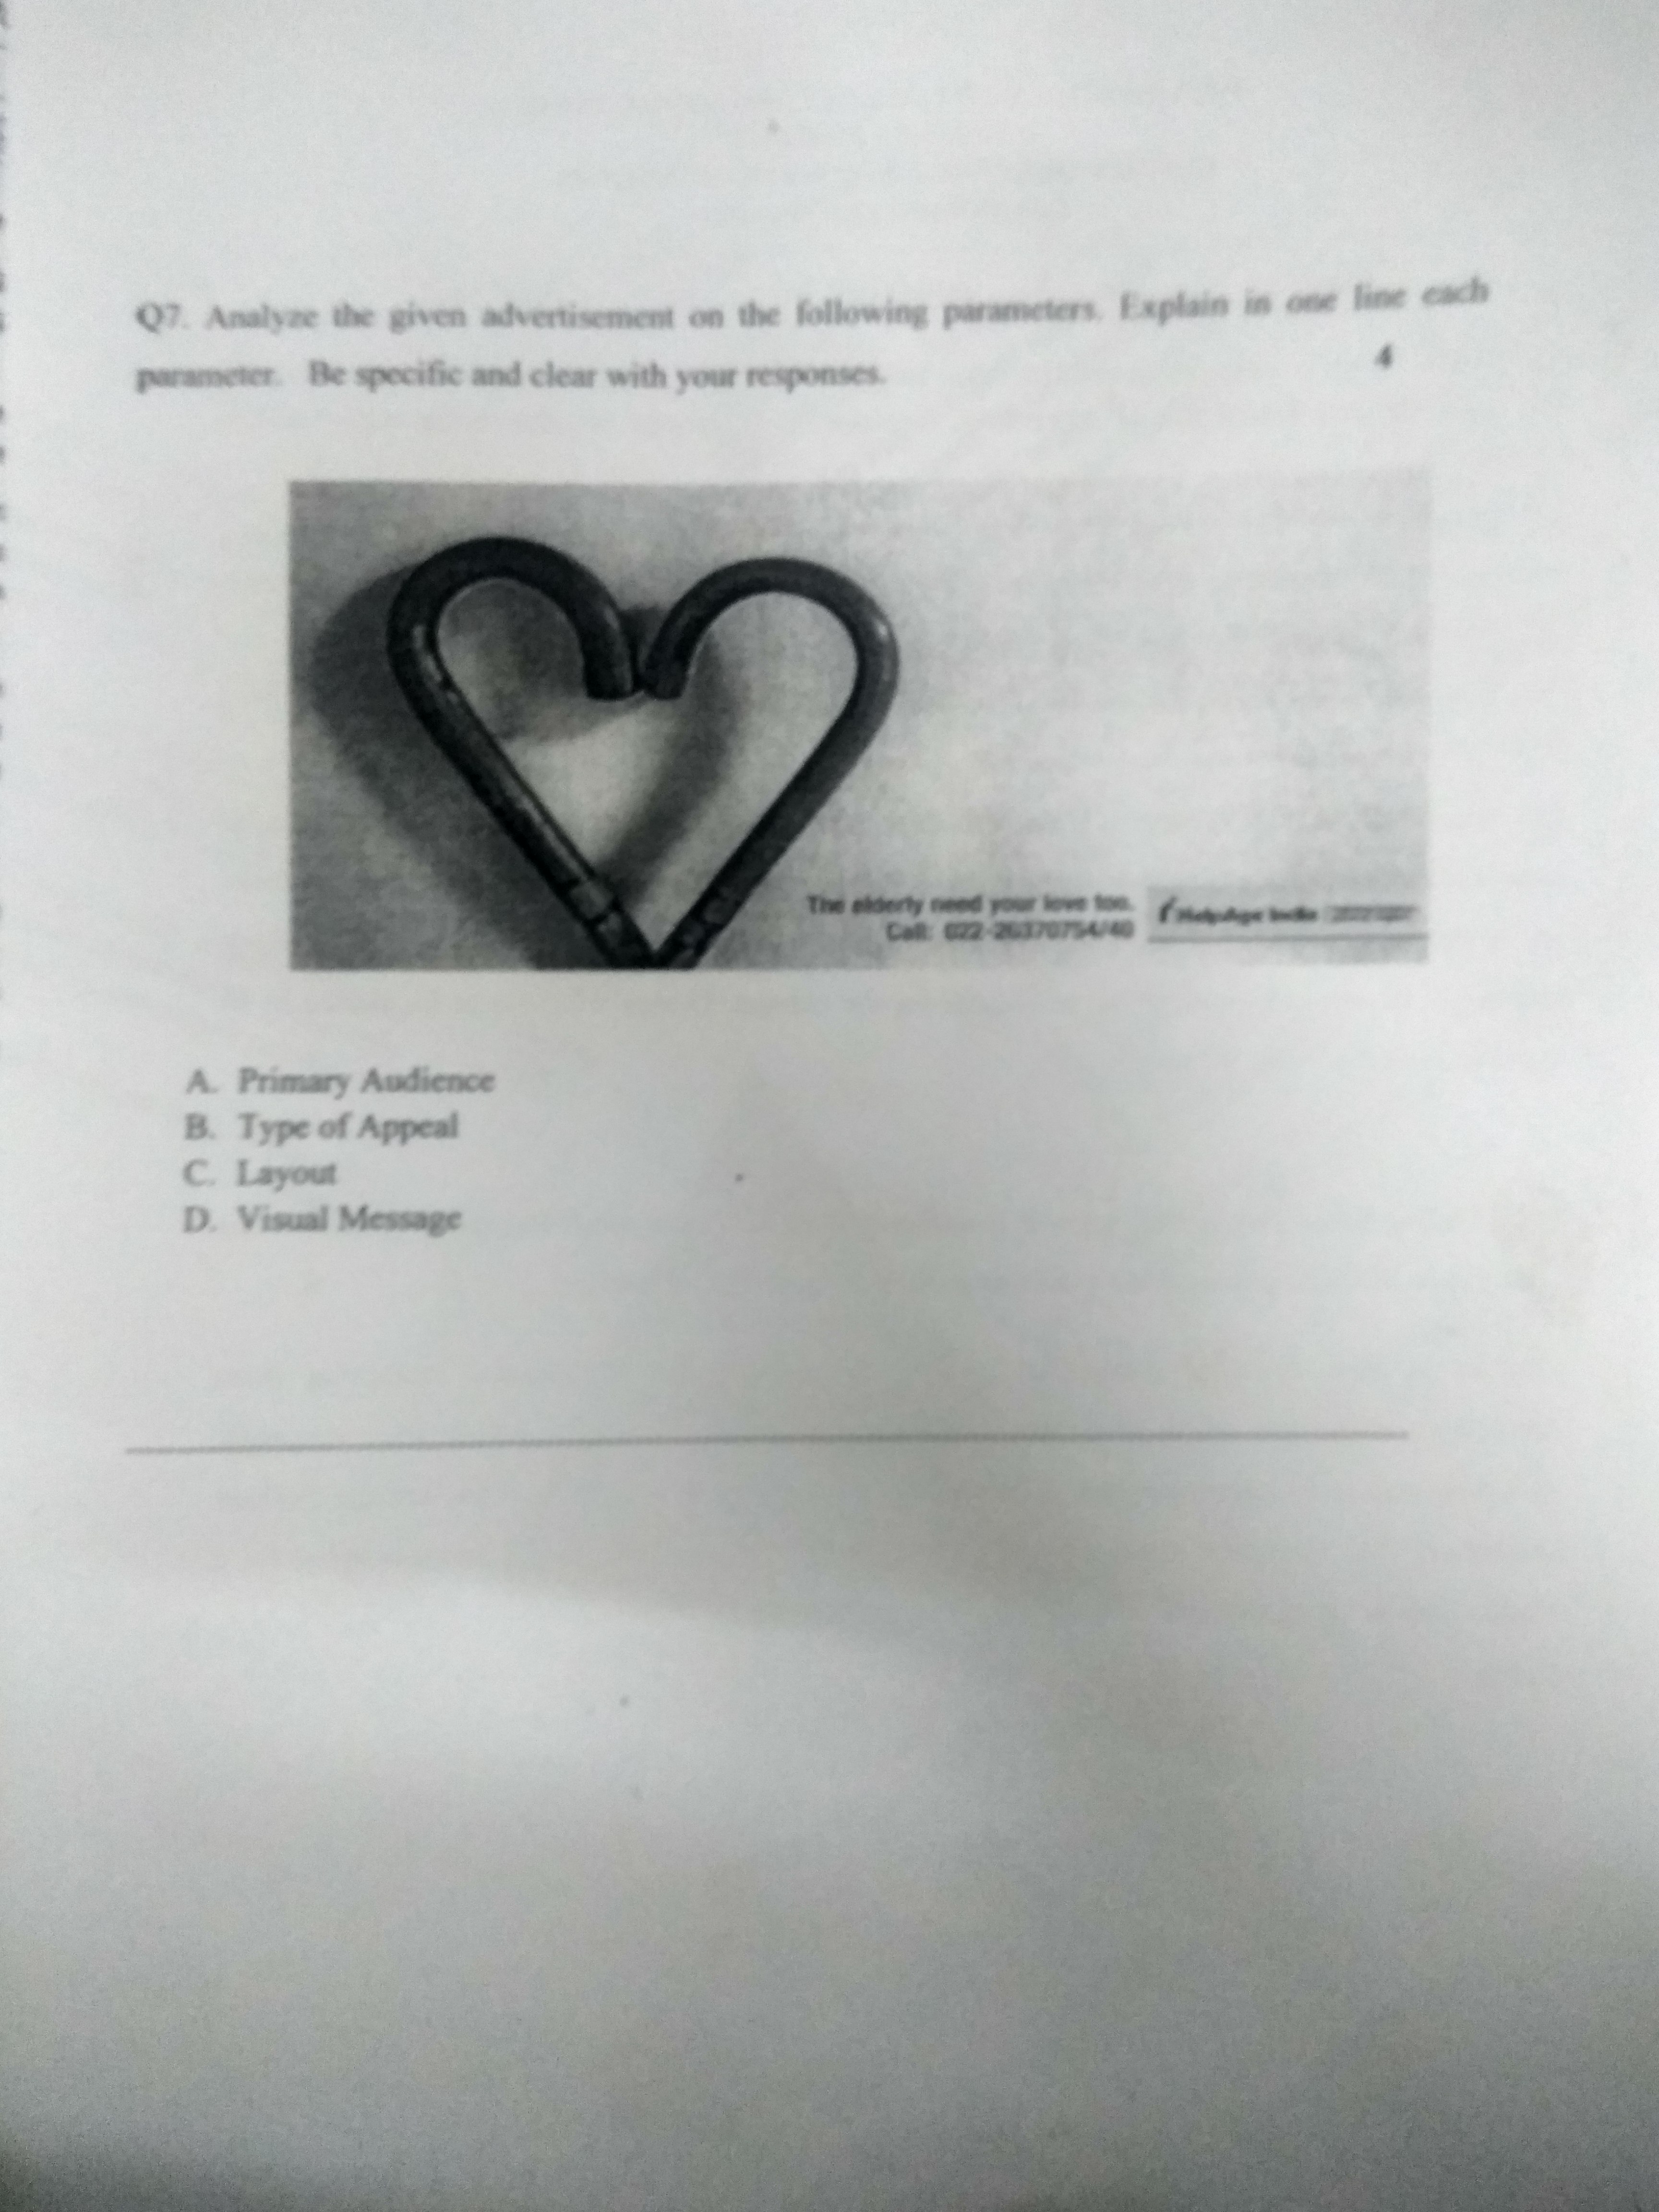 Q7. Analyze the given advertisement on the following parameters. Explain in one line each
parameter. Be specific and clear with your responses.
4
The elderly need your love too.
Call: 022-26370754/40
HelpAge India
A. Primary Audience
B. Type of Appeal
C. Layout
D. Visual Message